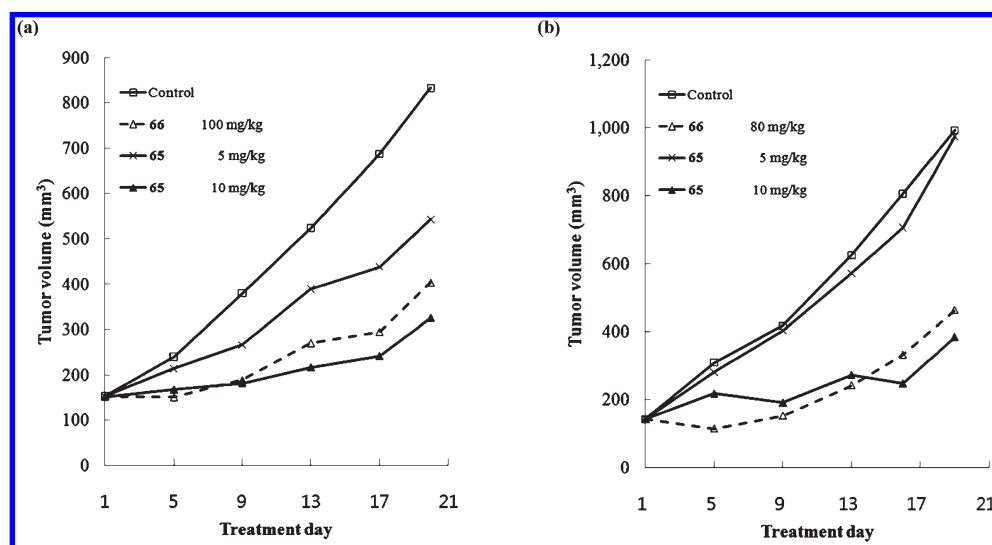 (a)
900
800
700
600
500
400
300
200
100
0
Tumor volume (mm³)
Control
66 100 mg/kg
65 5 mg/kg
65 10 mg/kg
1 5 9 13 17 21
Treatment day
(b)
1,200
1,000
800
600
400
200
0
Tumor volume (mm³)
Control
66 80 mg/kg
65 5 mg/kg
65 10 mg/kg
1 5 9 13 17 21
Treatment day